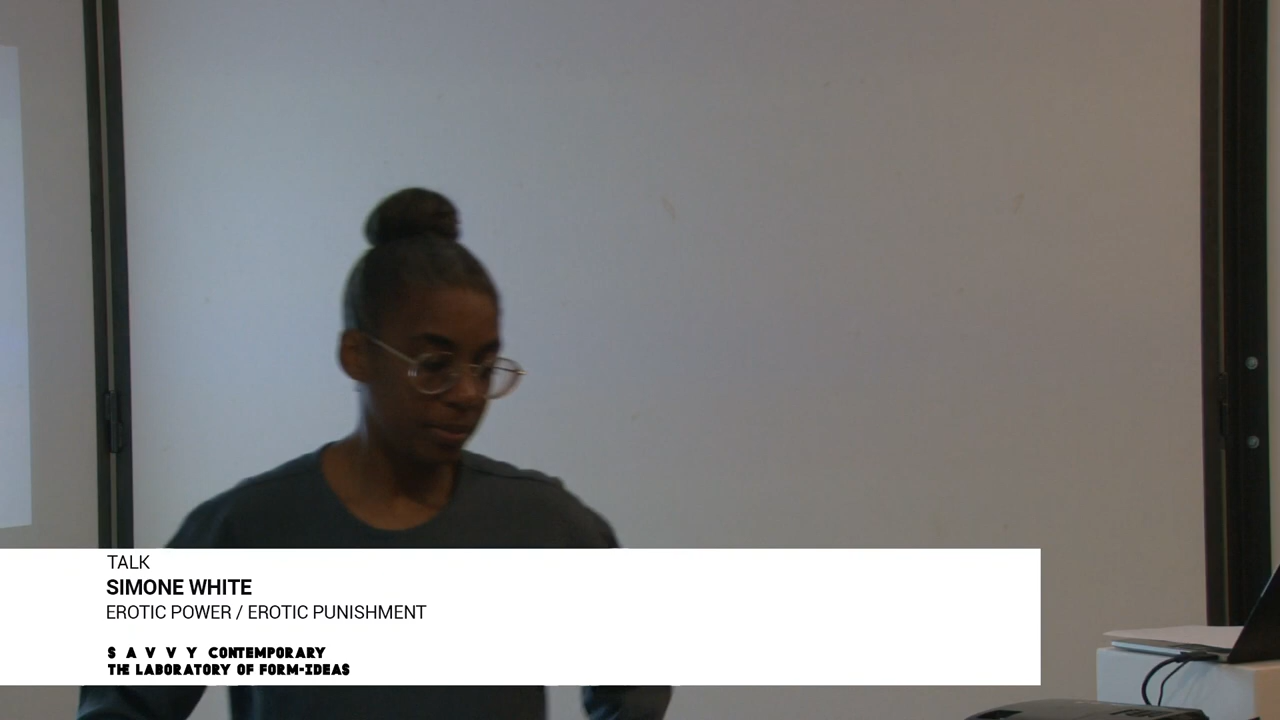 TALK
SIMONE WHITE
EROTIC POWER / EROTIC PUNISHMENT
S A V V Y CONTEMPORARY
THE LABORATORY OF FORM-IDEAS